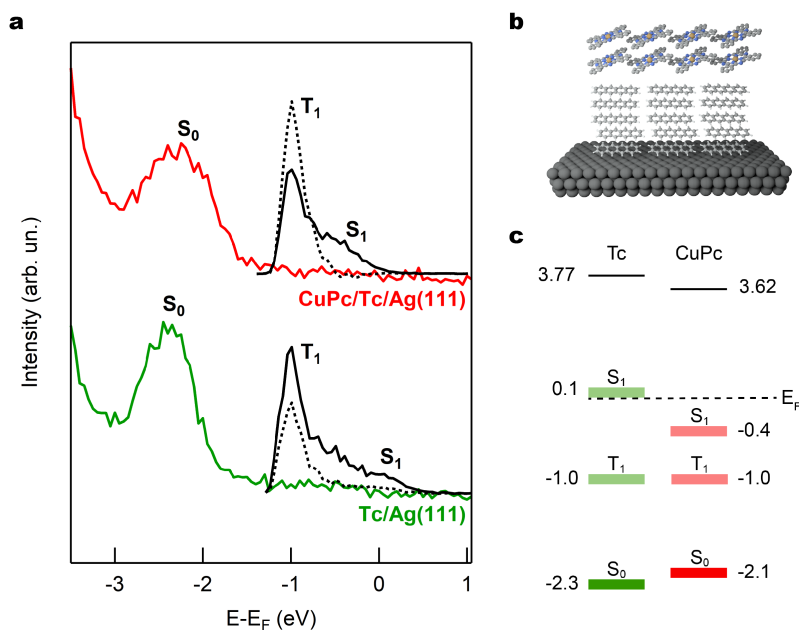 a
Intensity (arb. un.)
S₀
T₁
S₁
CuPc/Tc/Ag(111)
S₀
T₁
S₁
Tc/Ag(111)
-3 -2 -1 0 1
E-E_F (eV)
b
c
Tc CuPc
3.77
3.62
0.1 S₁
E_F
S₁ -0.4
-1.0 T₁ T₁ -1.0
S₀ -2.1
-2.3 S₀